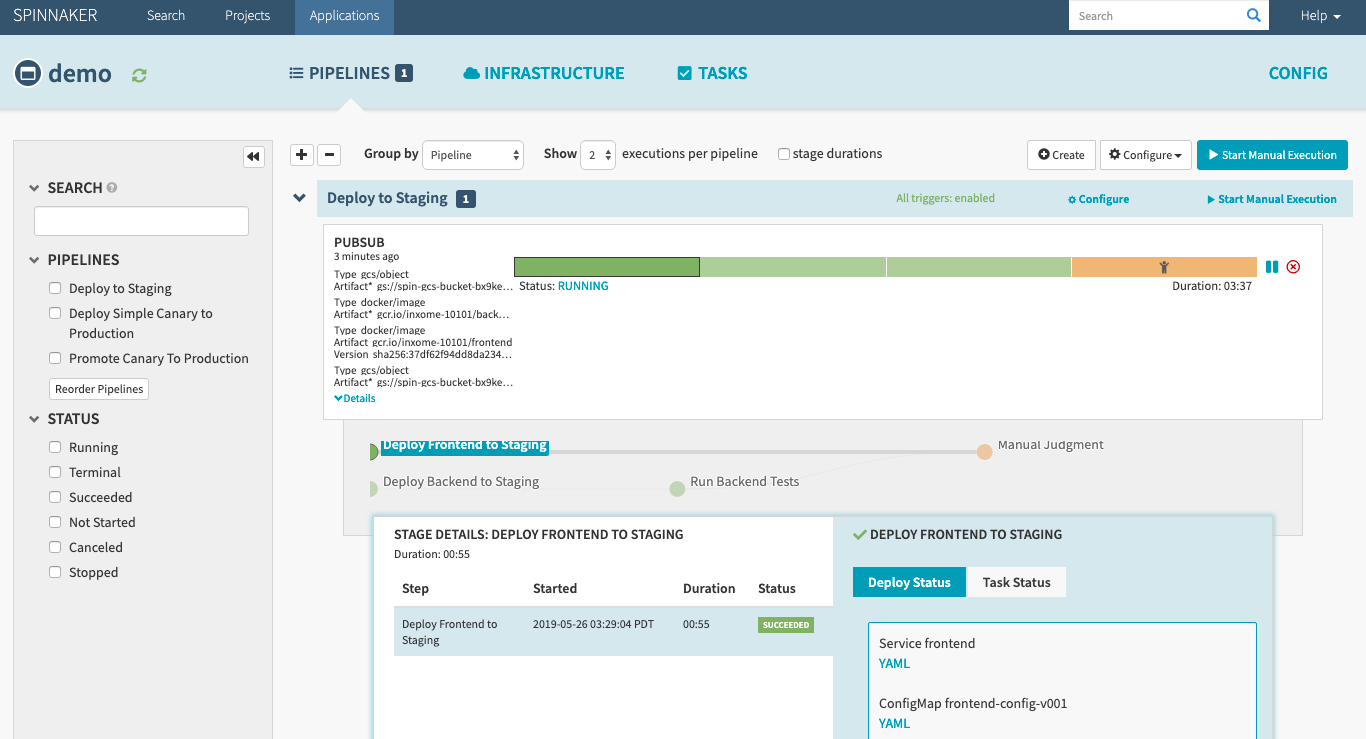 SPINNAKER Search Projects Applications Search Help
demo PIPELINES 1 INFRASTRUCTURE TASKS CONFIG
Group by Pipeline Show 2 executions per pipeline stage durations Create Configure Start Manual Execution
SEARCH
PIPELINES
Deploy to Staging
Deploy Simple Canary to
Production
Promote Canary To Production
Reorder Pipelines
STATUS
Running
Terminal
Succeeded
Not Started
Canceled
Stopped
Deploy to Staging 1 All triggers: enabled Configure Start Manual Execution
PUBSUB
3 minutes ago
Type gcs/object
Artifact* gs://spin-gcs-bucket-bx9ke...
Type docker/image
Artifact* gcr.io/inxome-10101/back...
Type docker/image
Artifact gcr.io/inxome-10101/frontend
Version sha256:37df62f94dd8da234...
Type gcs/object
Artifact* gs://spin-gcs-bucket-bx9ke...
Details
Status: RUNNING Duration: 03:37
Deploy Frontend to Staging Manual Judgment
Deploy Backend to Staging Run Backend Tests
STAGE DETAILS: DEPLOY FRONTEND TO STAGING
Duration: 00:55
Step Started Duration Status
Deploy Frontend to 2019-05-26 03:29:04 PDT 00:55 SUCCEEDED
Staging
DEPLOY FRONTEND TO STAGING
Deploy Status Task Status
Service frontend
YAML
ConfigMap frontend-config-v001
YAML